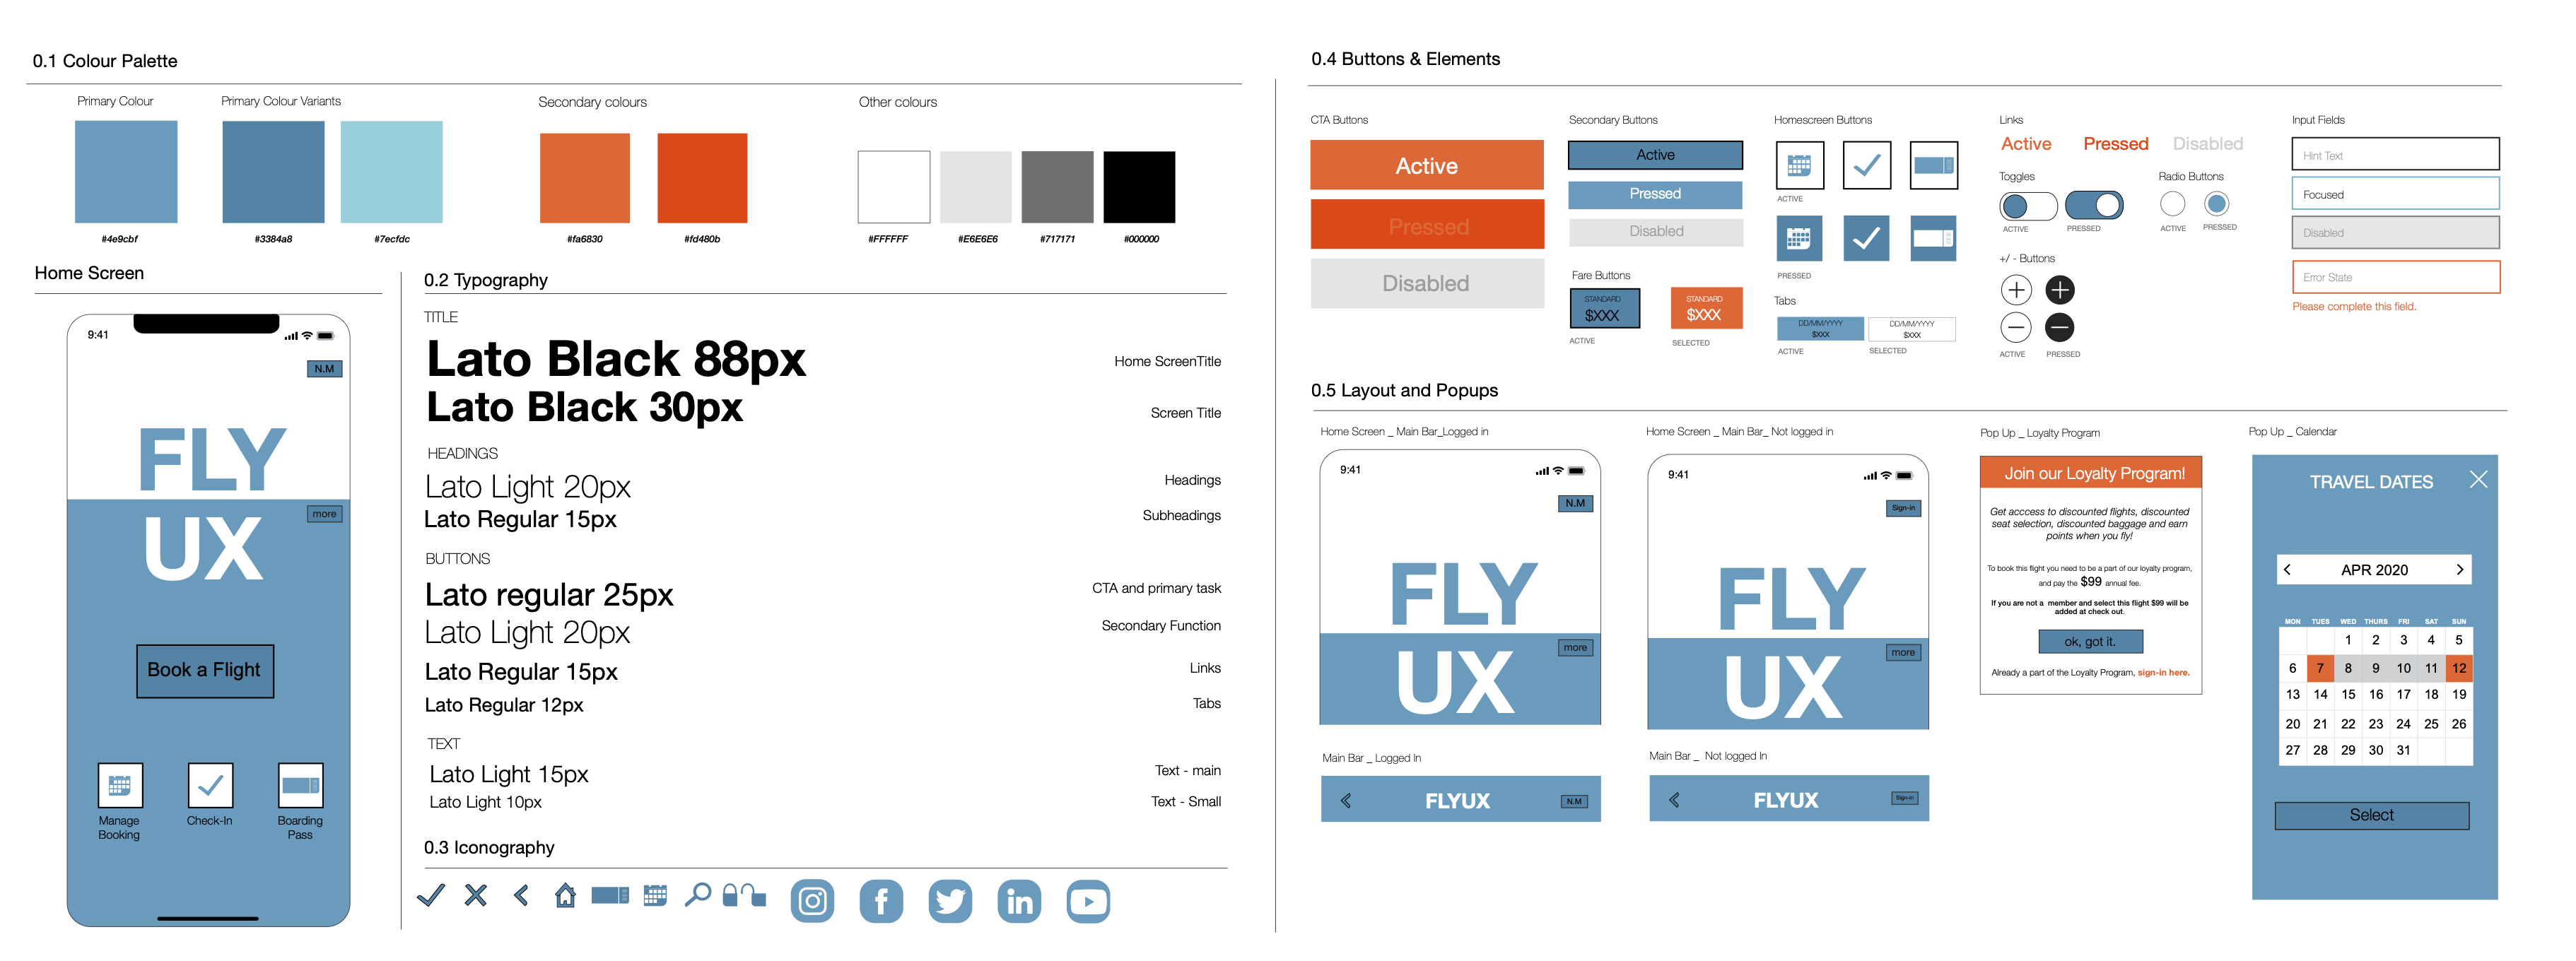 0.1 Colour Palette
Primary Colour
Primary Colour Variants
Secondary colours
Other colours
#4e9cbf
#3384a8
#7ecfdc
#fa6830
#fd480b
#FFFFFF
#E6E6E6
#717171
#000000
Home Screen
9:41
N.M
FLY
more
UX
Book a Flight
Manage
Booking
Check-In
Boarding
Pass
0.2 Typography
TITLE
Lato Black 88px
Home ScreenTitle
Lato Black 30px
Screen Title
HEADINGS
Lato Light 20px
Headings
Lato Regular 15px
Subheadings
BUTTONS
Lato regular 25px
CTA and primary task
Lato Light 20px
Secondary Function
Lato Regular 15px
Links
Lato Regular 12px
Tabs
TEXT
Lato Light 15px
Text - main
Lato Light 10px
Text - Small
0.3 Iconography
f
in
0.4 Buttons & Elements
CTA Buttons
Active
Pressed
Disabled
Secondary Buttons
Active
Pressed
Disabled
Fare Buttons
STANDARD
$XXX
ACTIVE
STANDARD
$XXX
SELECTED
Homescreen Buttons
ACTIVE
PRESSED
Tabs
DD/MM/YYYY
$XXX
ACTIVE
DD/MM/YYYY
$XXX
SELECTED
Links
Active
Pressed
Disabled
Toggles
ACTIVE
PRESSED
Radio Buttons
ACTIVE
PRESSED
+/ - Buttons
ACTIVE
PRESSED
Input Fields
Hint Text
Focused
Disabled
Error State
Please complete this field.
0.5 Layout and Popups
Home Screen _ Main Bar_Logged in
9:41
N.M
FLY
more
UX
Main Bar _ Logged In
FLYUX
N.M
Home Screen _ Main Bar_ Not logged in
9:41
Sign-in
FLY
more
UX
Main Bar _ Not logged In
FLYUX
Sign-in
Pop Up _ Loyalty Program
Join our Loyalty Program!
Get acccess to discounted flights, discounted
seat selection, discounted baggage and earn
points when you fly!
To book this flight you need to be a part of our loyalty program,
and pay the $99 annual fee.
If you are not a member and select this flight $99 will be
added at check out.
ok, got it.
Already a part of the Loyalty Program, sign-in here.
Pop Up _ Calendar
TRAVEL DATES
APR 2020
MON TUES WED THURS FRI SAT SUN
1 2 3 4 5
6 7 8 9 10 11 12
13 14 15 16 17 18 19
20 21 22 23 24 25 26
27 28 29 30 31
Select